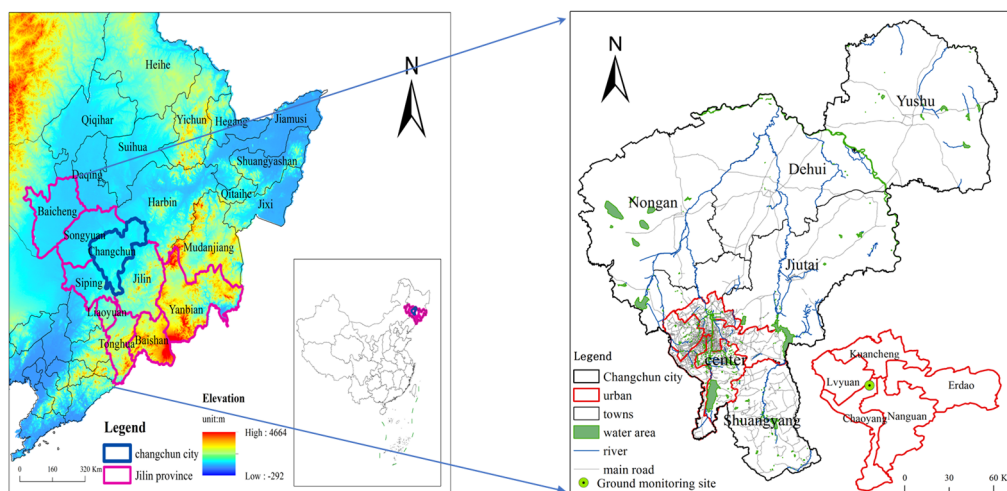 Heihe
N
Qiqihar
Yichun
Hegang
Jiamusi
Suihua
Shuangyashan
Daqing
Qitaihe
Jixi
Harbin
Baicheng
Songyuan
Changchun
Mudanjiang
Siping
Jilin
Liaoyuan
Yanbian
Tonghua
Baishan
Elevation
unit:m
High : 4664
Low : -292
Legend
changchun city
Jilin province
0 160 320 Km
N
Yushu
Dehui
Nongan
Jiutai
center
Shuangyang
Legend
Changchun city
urban
towns
water area
river
main road
Ground monitoring site
Kuancheng
Lvyuan
Erdao
Chaoyang
Nanguan
0 30 60 K